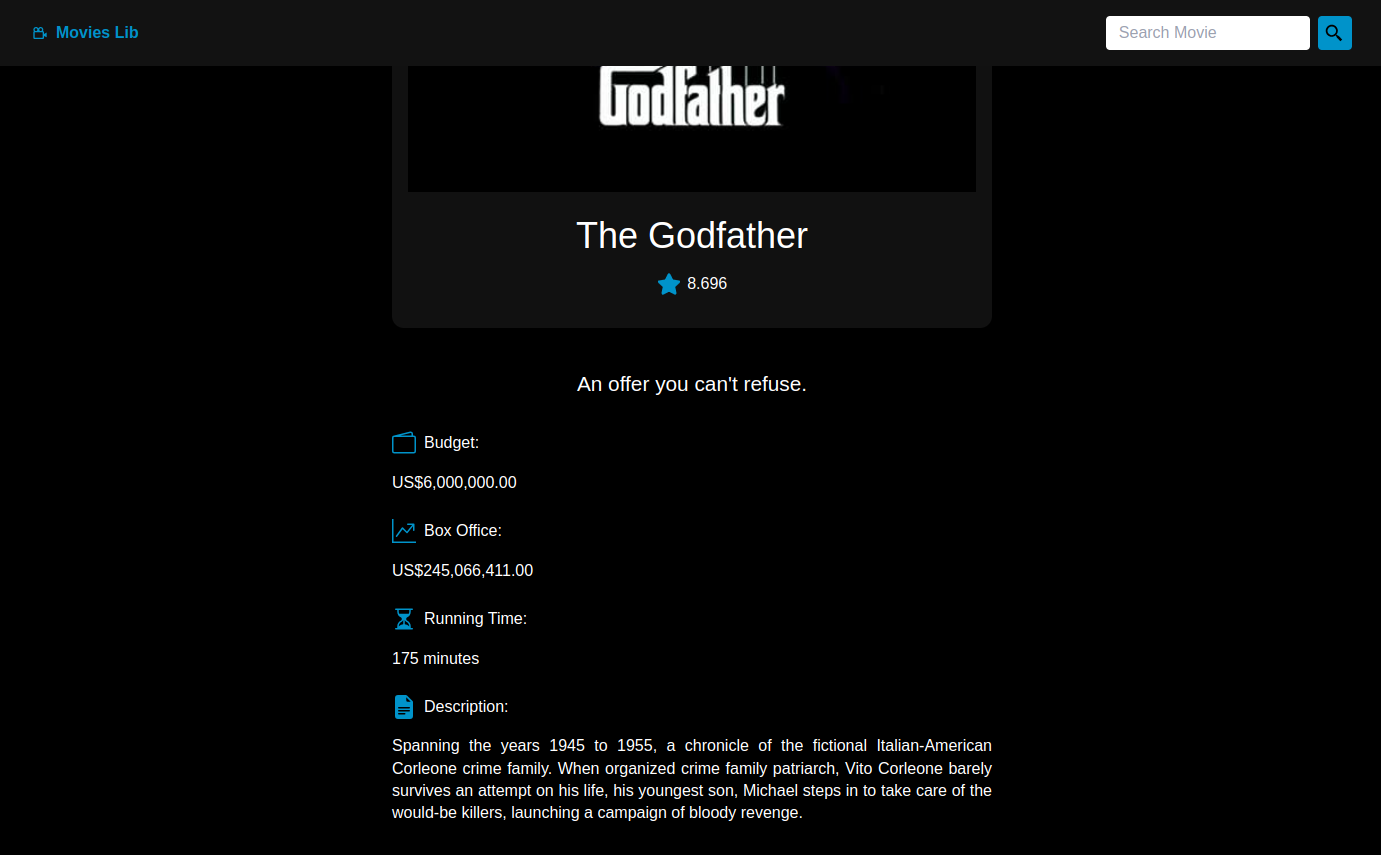 Movies Lib
Search Movie
Godfather
The Godfather
8.696
An offer you can't refuse.
Budget:
US$6,000,000.00
Box Office:
US$245,066,411.00
Running Time:
175 minutes
Description:
Spanning the years 1945 to 1955, a chronicle of the fictional Italian-American
Corleone crime family. When organized crime family patriarch, Vito Corleone barely
survives an attempt on his life, his youngest son, Michael steps in to take care of the
would-be killers, launching a campaign of bloody revenge.